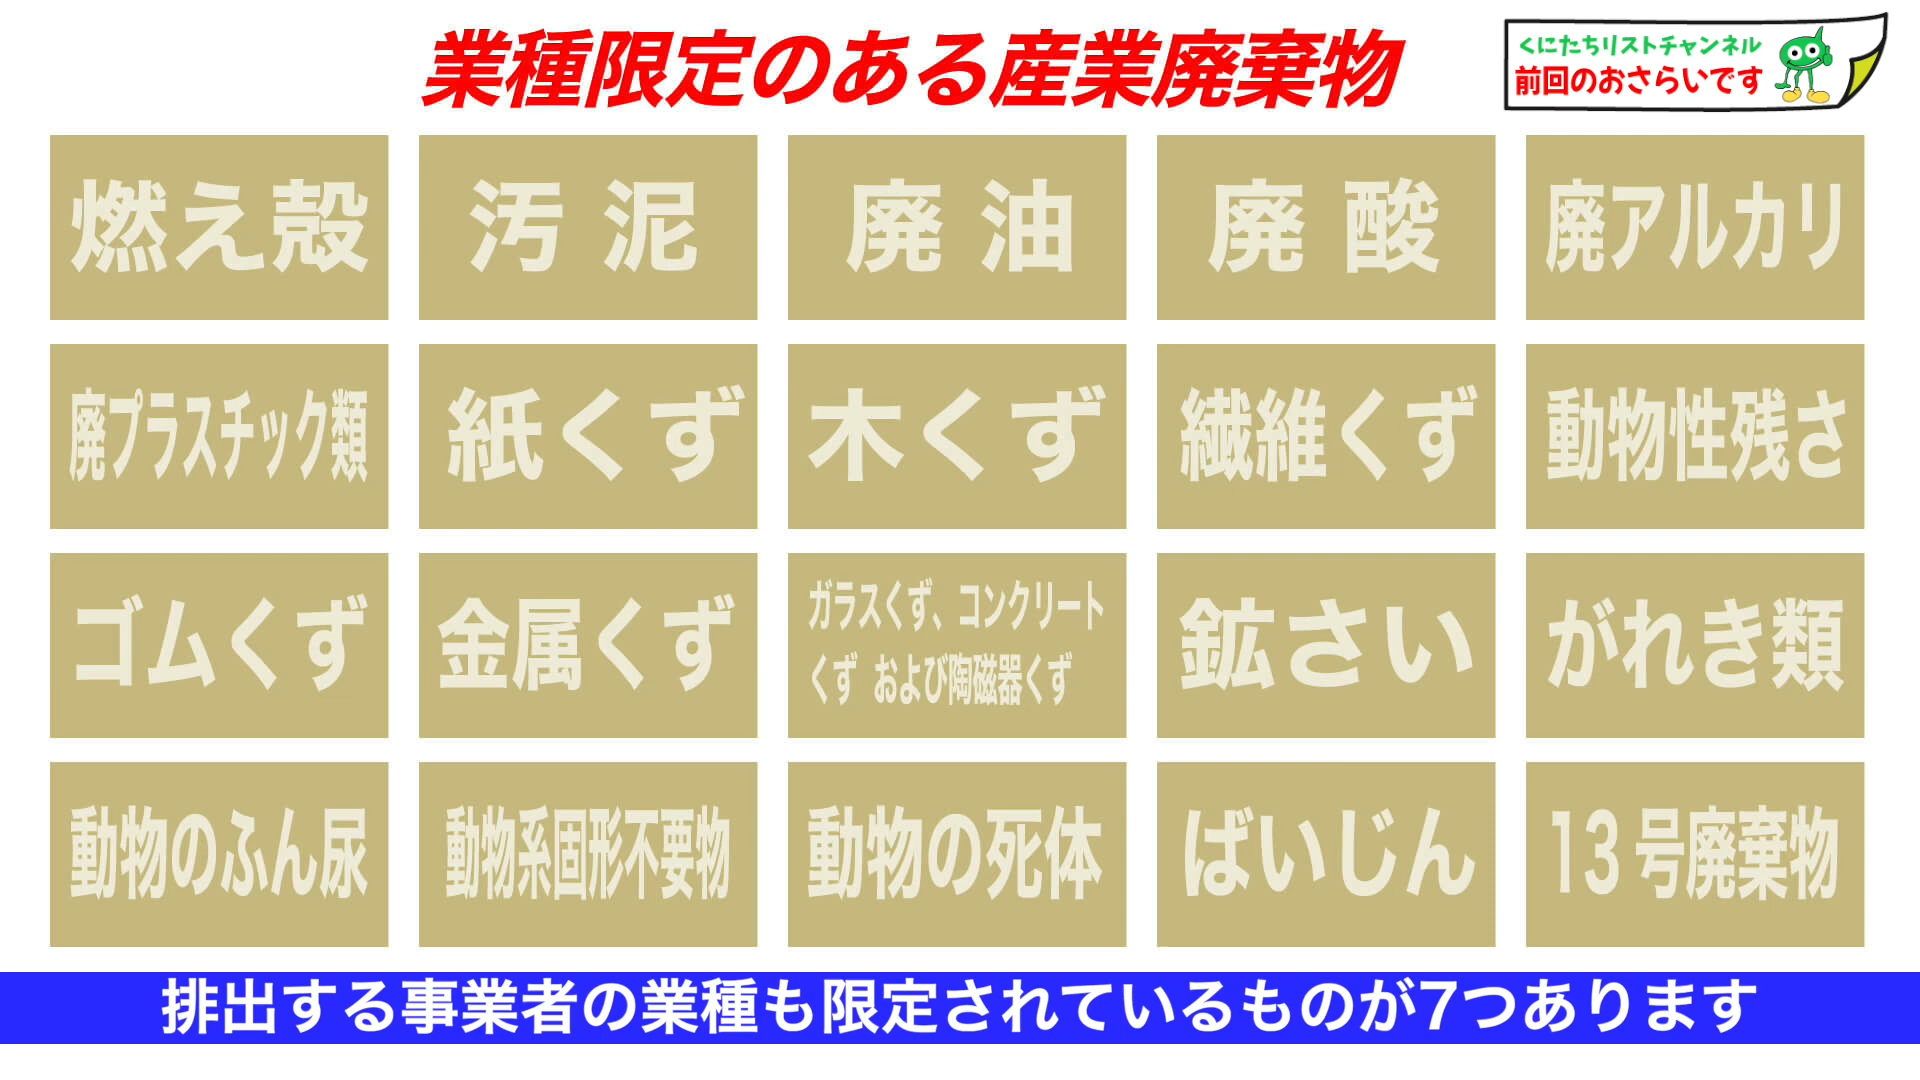 業種限定のある産業廃棄物
くにたちリストチャンネル
前回のおさらいです
燃え殻
汚泥
廃油
廃酸
廃アルカリ
廃プラスチック類
紙くず
木くず
繊維くず
動物性残さ
ゴムくず
金属くず
ガラスくず、コンクリート
くず および陶磁器くず
鉱さい
がれき類
動物のふん尿
動物系固形不要物
動物の死体
ばいじん
13号廃棄物
排出する事業者の業種も限定されているものが7つあります